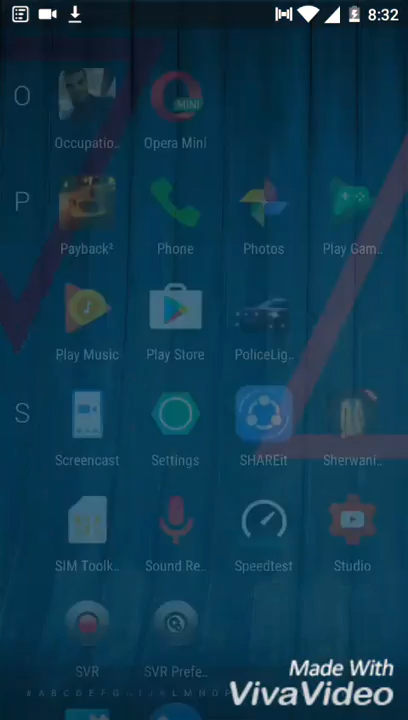 8:32
O
Occupatio..
Opera Mini
MINI
P
Payback²
Phone
Photos
Play Gam..
Play Music
Play Store
PoliceLig..
S
Screencast
Settings
SHAREit
Sherwani..
SIM Toolk..
Sound Re..
Speedtest
Studio
SVR
SVR Prefe..
# A B C D E F G H I J K L M N O P
Made With
VivaVideo